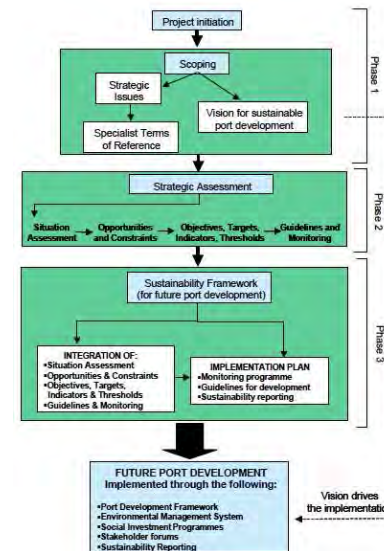 Project initiation
Scoping
Strategic
Issues
Vision for sustainable
port development
Specialist Terms
of Reference
Phase 1
Strategic Assessment
Situation
Assessment
Opportunities
and Constraints
Objectives, Targets,
Indicators, Thresholds
Guidelines and
Monitoring
Phase 2
Sustainability Framework
(for future port development)
INTEGRATION OF:
•Situation Assessment
•Opportunities & Constraints
•Objectives, Targets,
Indicators & Thresholds
•Guidelines & Monitoring
IMPLEMENTATION PLAN
•Monitoring programme
•Guidelines for development
•Sustainability reporting
Phase 3
FUTURE PORT DEVELOPMENT
Implemented through the following:
•Port Development Framework
•Environmental Management System
•Social Investment Programmes
•Stakeholder forums
•Sustainability Reporting
Vision drives
the implementation